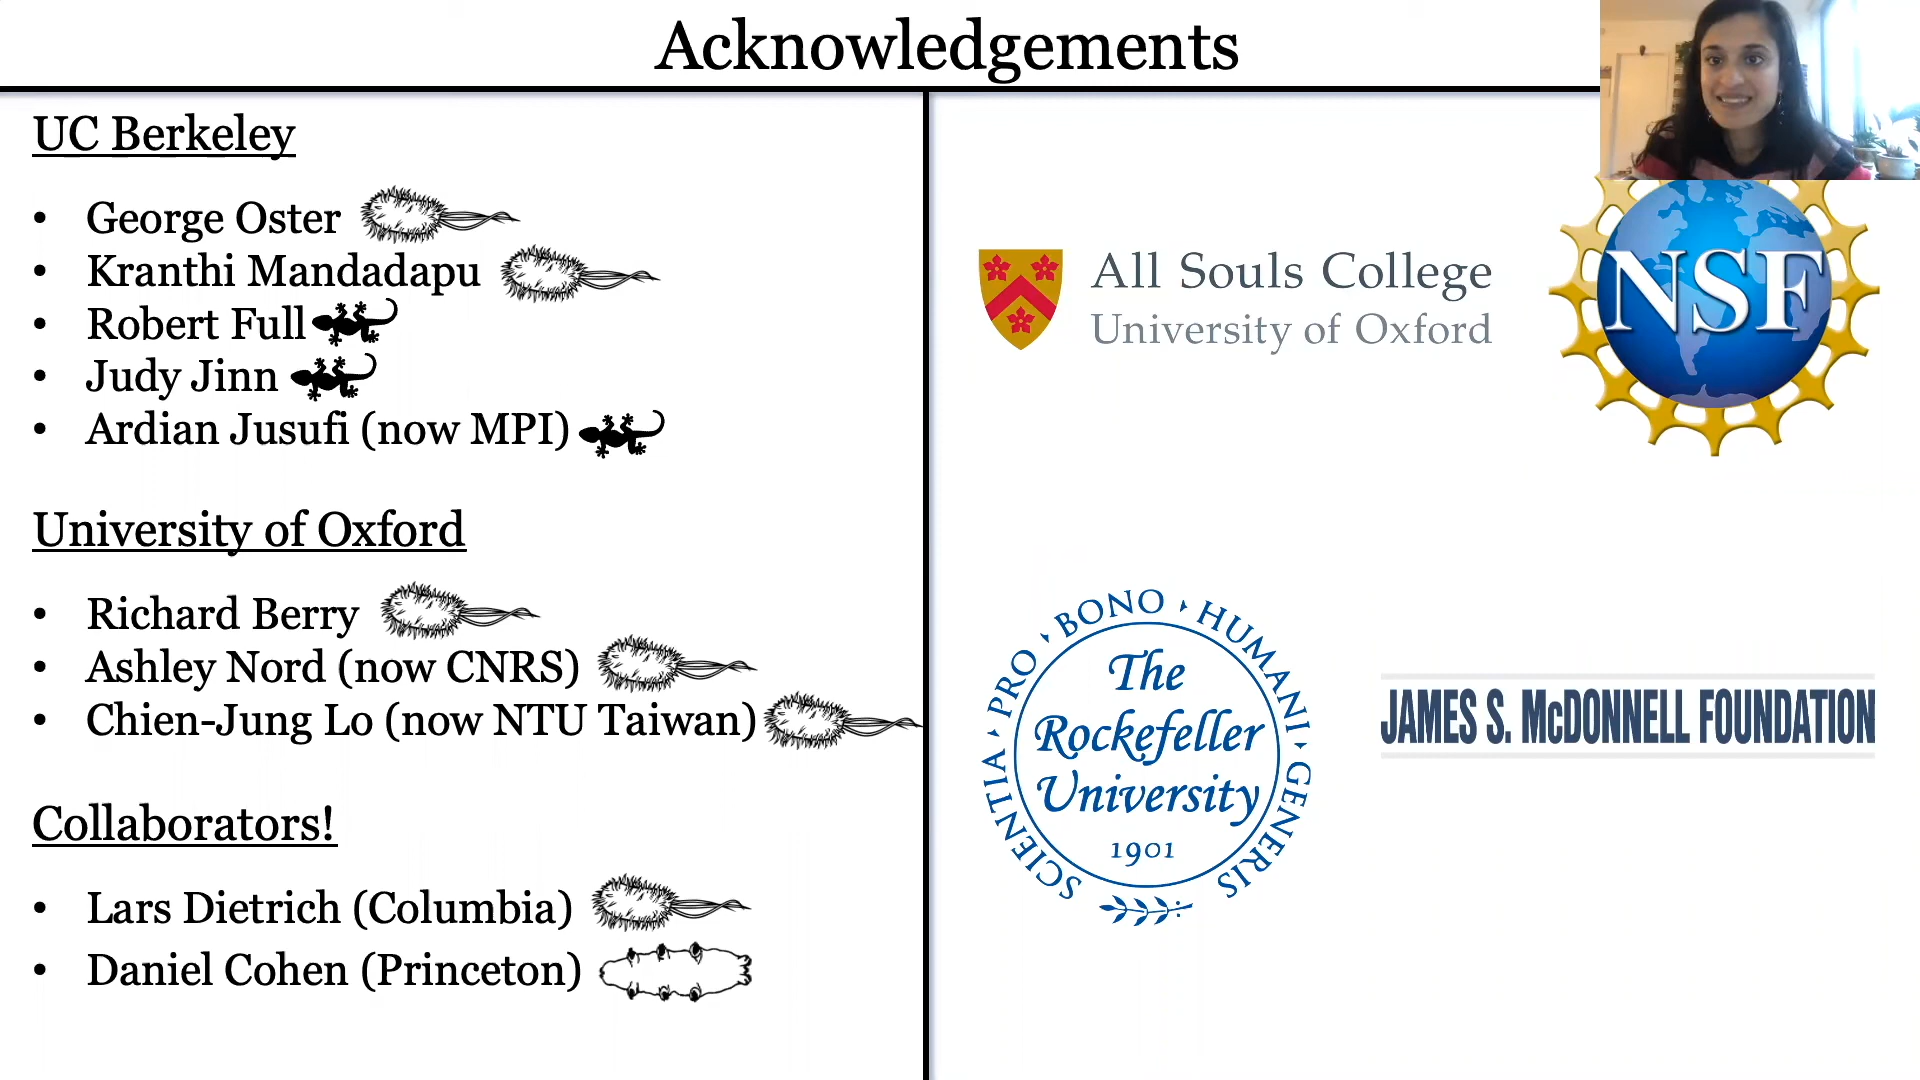 Acknowledgements
UC Berkeley
• George Oster
• Kranthi Mandadapu
• Robert Full
• Judy Jinn
• Ardian Jusufi (now MPI)
University of Oxford
• Richard Berry
• Ashley Nord (now CNRS)
• Chien-Jung Lo (now NTU Taiwan)
Collaborators!
• Lars Dietrich (Columbia)
• Daniel Cohen (Princeton)
All Souls College
University of Oxford
NSF
SCIENTIA PRO BONO HUMANI GENERIS
The
Rockefeller
University
1901
JAMES S. McDONNELL FOUNDATION